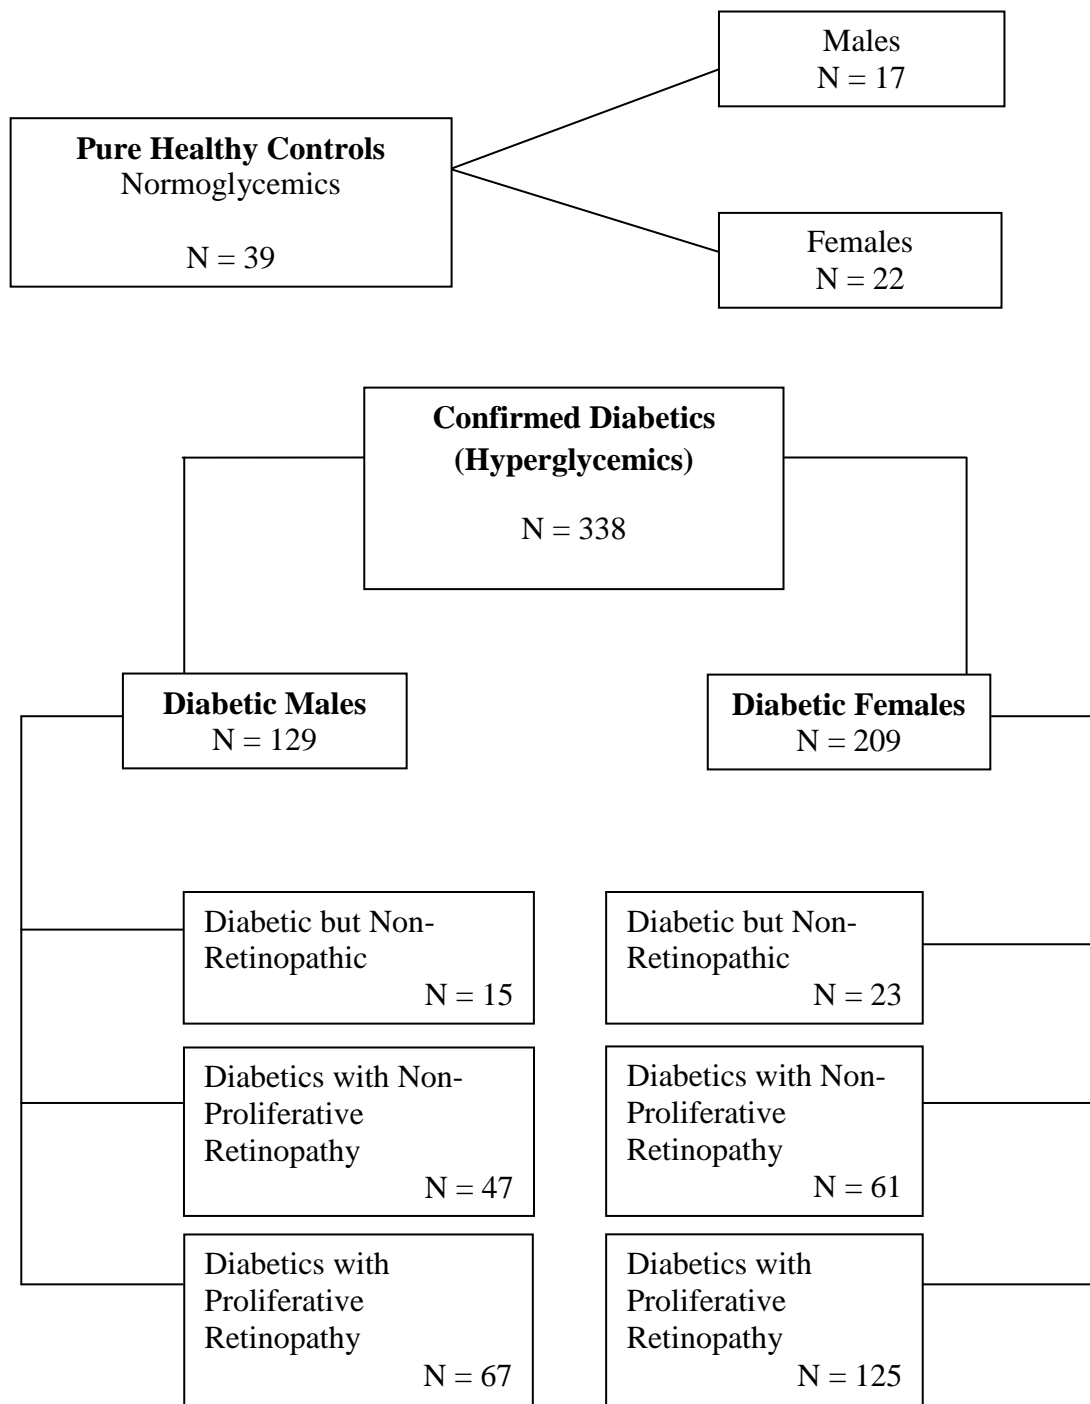 Males
N = 17
Pure Healthy Controls
Normoglycemics
N = 39
Females
N = 22
Confirmed Diabetics
(Hyperglycemics)
N = 338
Diabetic Males
N = 129
Diabetic Females
N = 209
Diabetic but Non-
Retinopathic
N = 15
Diabetic but Non-
Retinopathic
N = 23
Diabetics with Non-
Proliferative
Retinopathy
N = 47
Diabetics with Non-
Proliferative
Retinopathy
N = 61
Diabetics with
Proliferative
Retinopathy
N = 67
Diabetics with
Proliferative
Retinopathy
N = 125